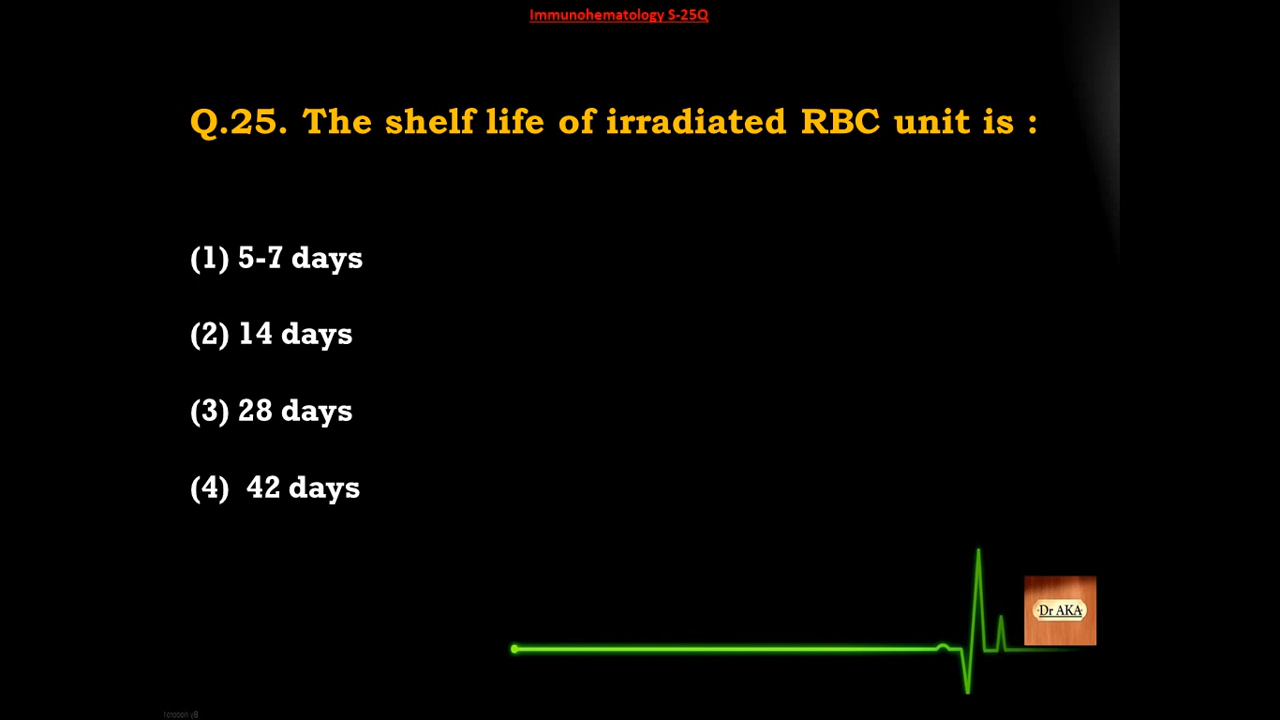 Immunohematology S-25Q
Q.25. The shelf life of irradiated RBC unit is :
(1) 5-7 days
(2) 14 days
(3) 28 days
(4) 42 days
Dr AKA